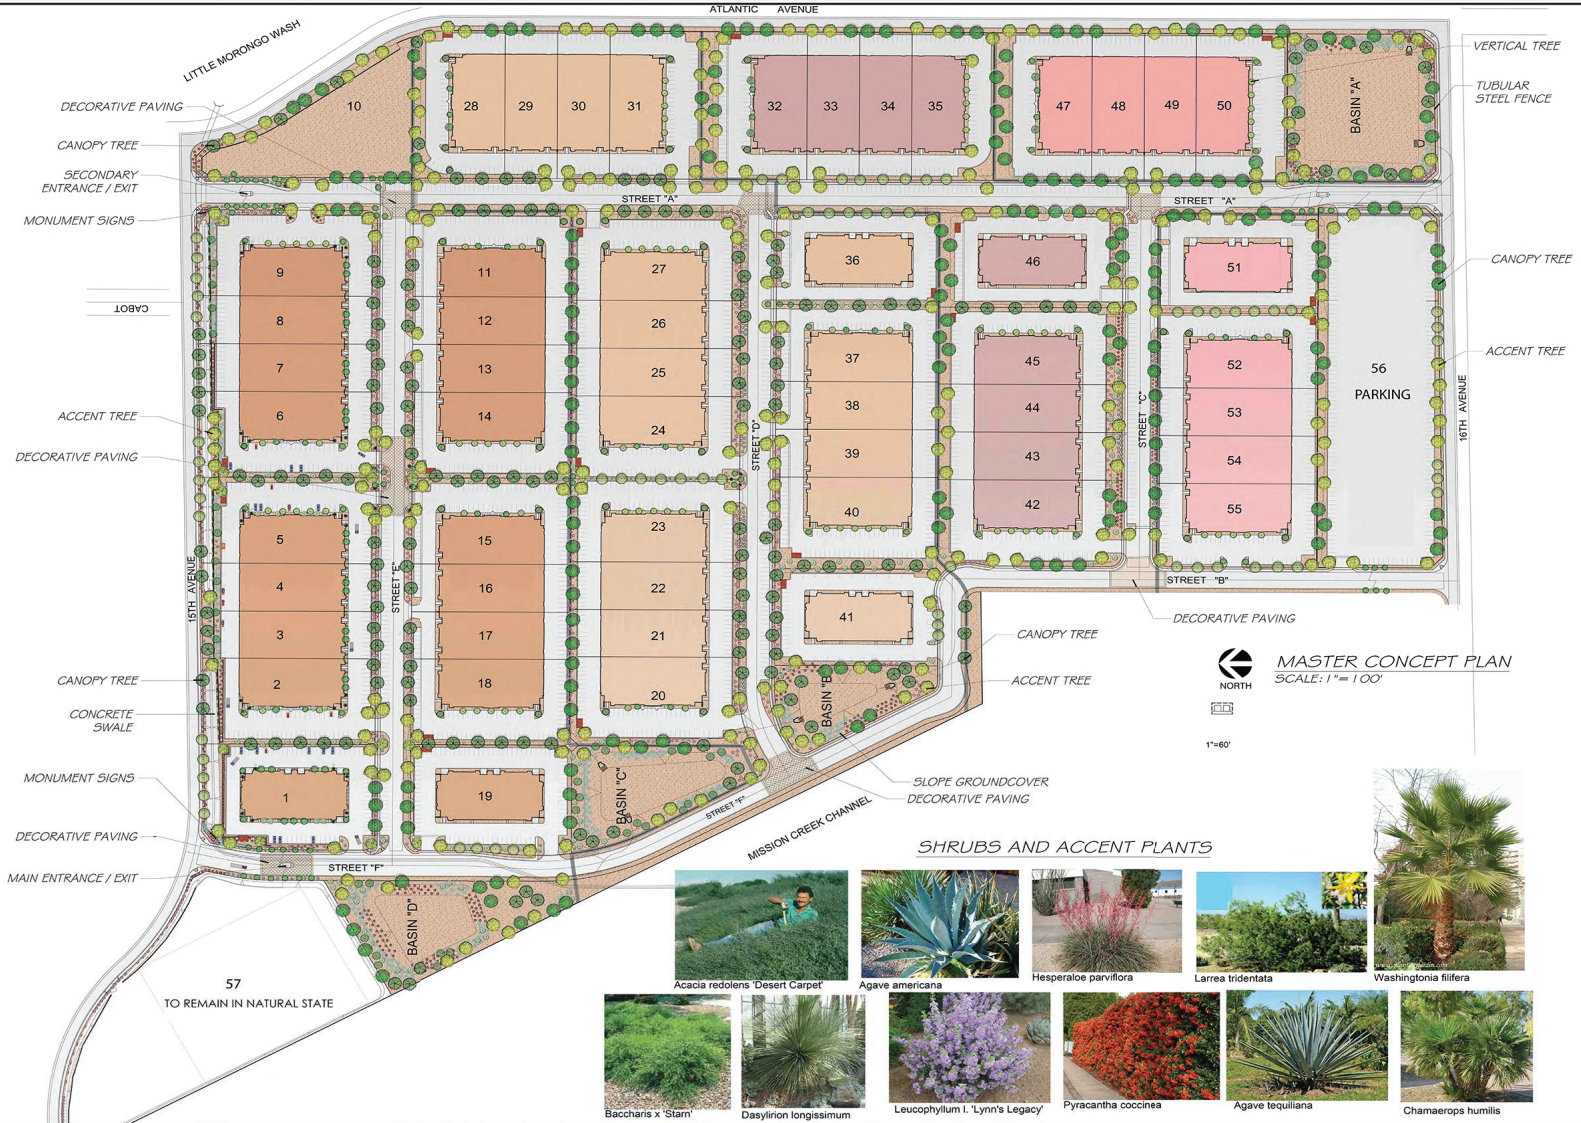 ATLANTIC AVENUE
LITTLE MORONGO WASH
DECORATIVE PAVING
CANOPY TREE
SECONDARY
ENTRANCE / EXIT
MONUMENT SIGNS
CABOT
ACCENT TREE
DECORATIVE PAVING
15TH AVENUE
CANOPY TREE
CONCRETE
SWALE
MONUMENT SIGNS
DECORATIVE PAVING
MAIN ENTRANCE / EXIT
VERTICAL TREE
TUBULAR
STEEL FENCE
CANOPY TREE
ACCENT TREE
16TH AVENUE
10
28 29 30 31
32 33 34 35
47 48 49 50
BASIN "A"
STREET "A"
STREET "A"
9
8
7
6
11
12
13
14
27
26
25
24
36
37
38
39
40
46
45
44
43
42
51
52
53
54
55
56
PARKING
STREET "D"
STREET "C"
STREET "E"
STREET "B"
5
4
3
2
15
16
17
18
23
22
21
20
41
1
19
BASIN "B"
BASIN "C"
BASIN "D"
STREET "F"
STREET "F"
DECORATIVE PAVING
CANOPY TREE
ACCENT TREE
SLOPE GROUNDCOVER
DECORATIVE PAVING
MISSION CREEK CHANNEL
57
TO REMAIN IN NATURAL STATE
NORTH
MASTER CONCEPT PLAN
SCALE: 1"= 100'
1"=60'
SHRUBS AND ACCENT PLANTS
Acacia redolens 'Desert Carpet'
Agave americana
Hesperaloe parviflora
Larrea tridentata
Washingtonia filifera
Baccharis x 'Starn'
Dasylirion longissimum
Leucophyllum l. 'Lynn's Legacy'
Pyracantha coccinea
Agave tequiliana
Chamaerops humilis